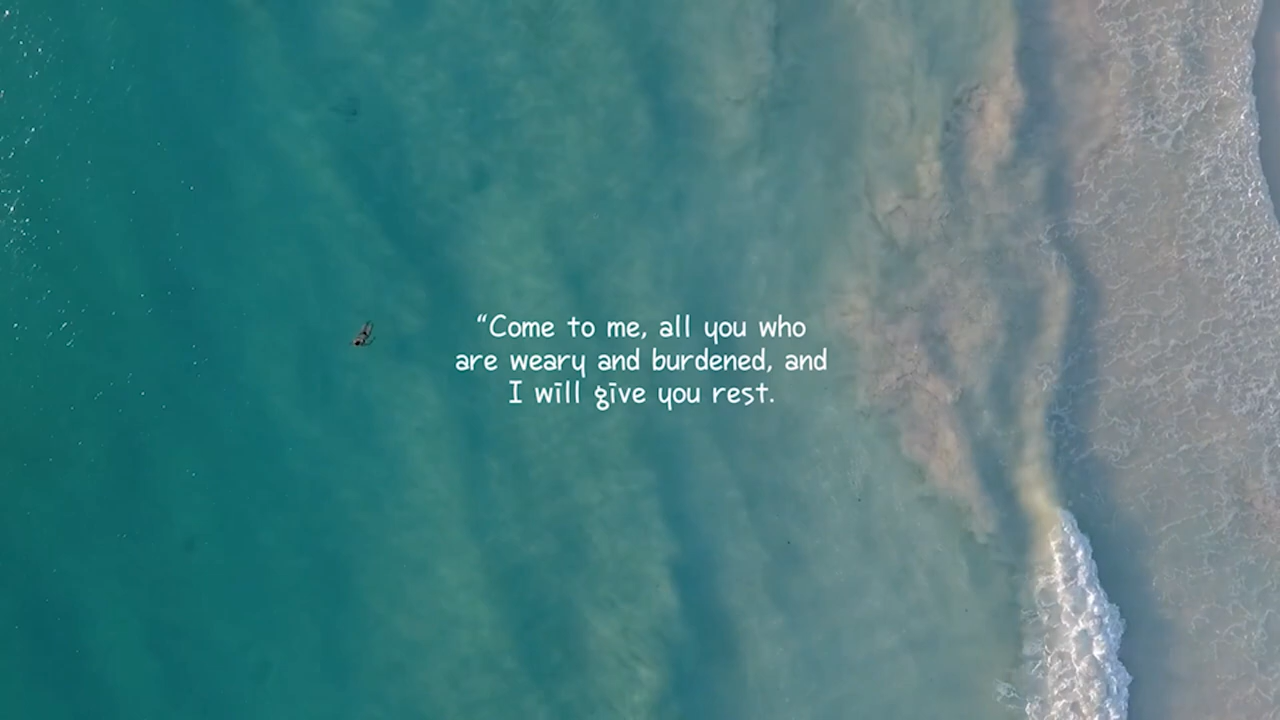 “Come to me, all you who
are weary and burdened, and
I will give you rest.